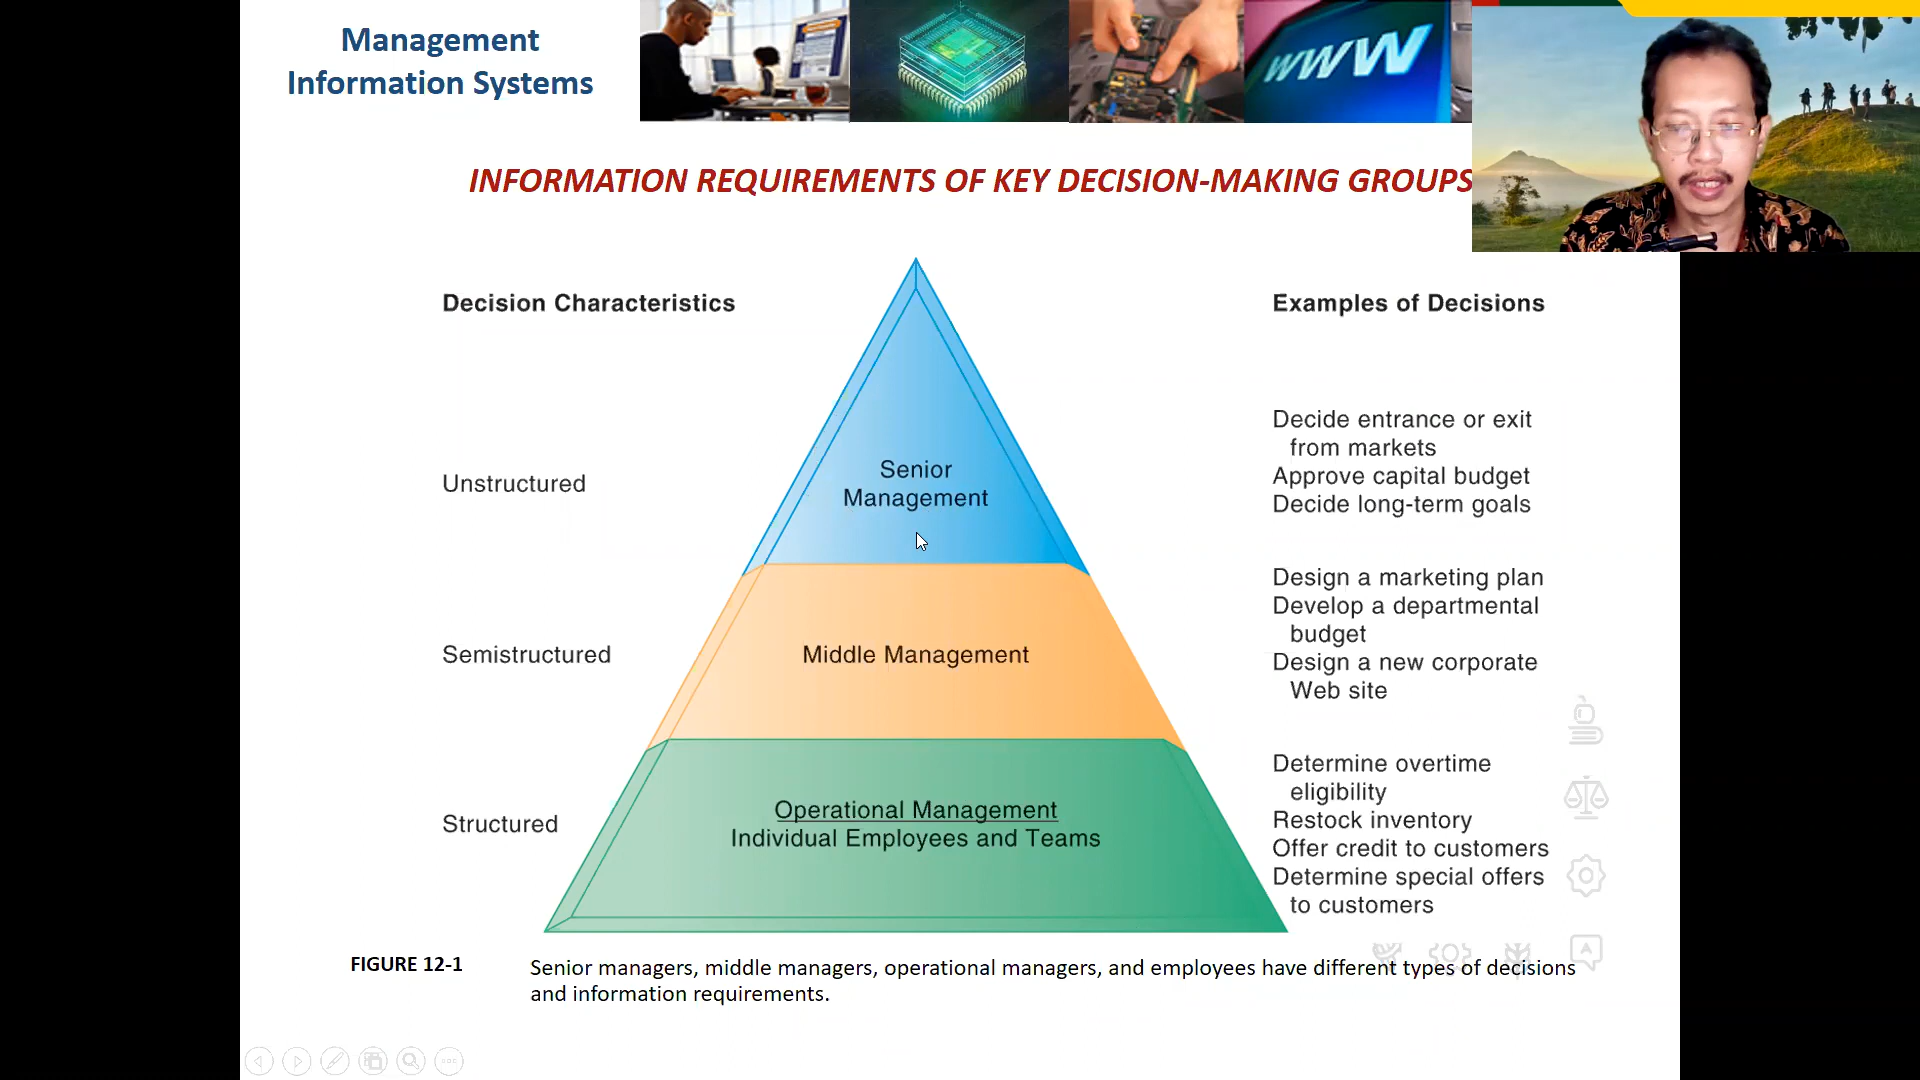 Management
Information Systems
www
INFORMATION REQUIREMENTS OF KEY DECISION-MAKING GROUPS
Decision Characteristics
Examples of Decisions
Unstructured
Senior
Management
Decide entrance or exit
from markets
Approve capital budget
Decide long-term goals
Semistructured
Middle Management
Design a marketing plan
Develop a departmental
budget
Design a new corporate
Web site
Structured
Operational Management
Individual Employees and Teams
Determine overtime
eligibility
Restock inventory
Offer credit to customers
Determine special offers
to customers
FIGURE 12-1
Senior managers, middle managers, operational managers, and employees have different types of decisions
and information requirements.